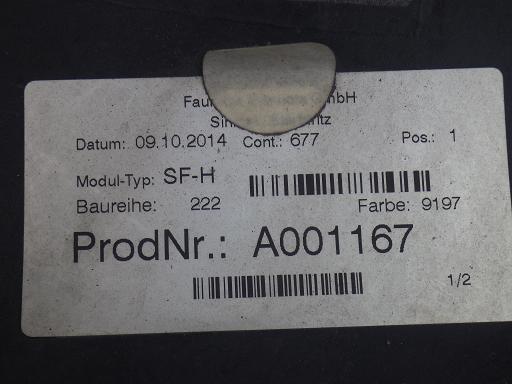 Datum: 09.10.2014 Cont.: 677 Pos.: 1
Modul-Typ: SF-H
Baureihe: 222 Farbe: 9197
ProdNr.: A001167
1/2